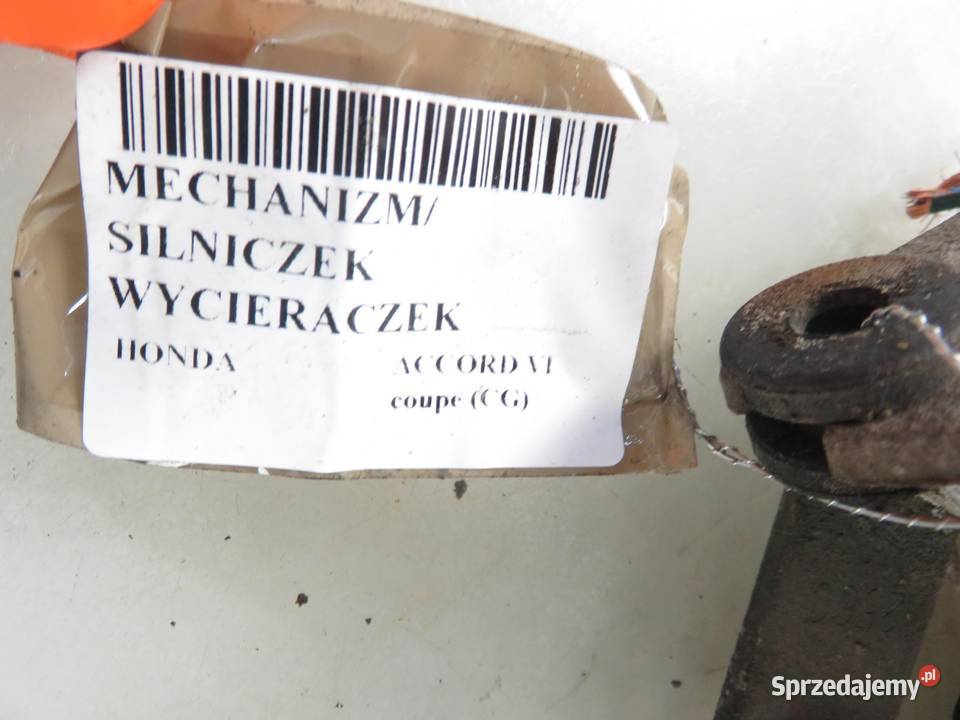 MECHANIZM/
SILNICZEK
WYCIERACZEK
HONDA ACCORD VI
coupe (CG)
Sprzedajemy.pl